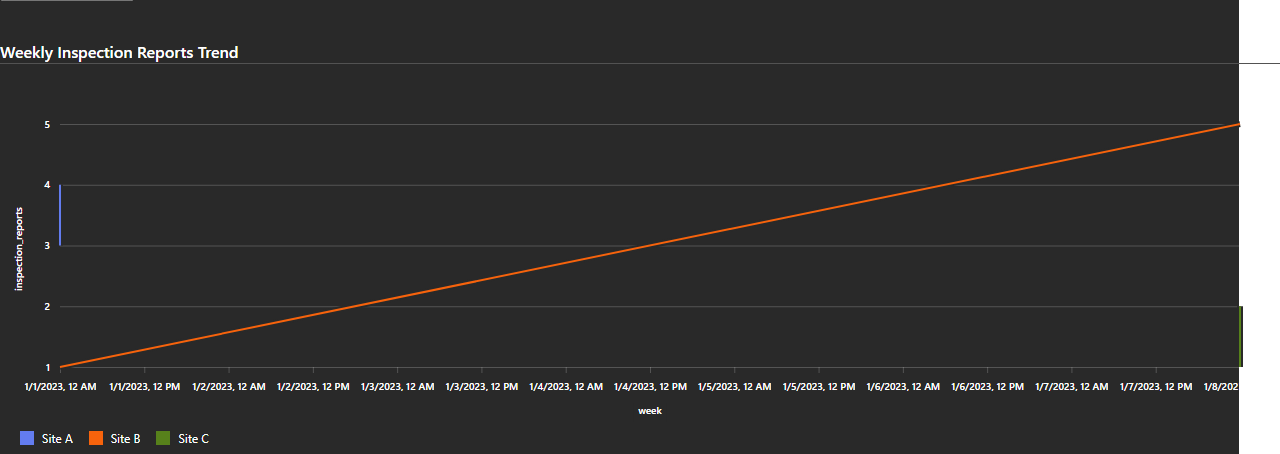 Weekly Inspection Reports Trend
5
4
3
2
1
inspection_reports
1/1/2023, 12 AM 1/1/2023, 12 PM 1/2/2023, 12 AM 1/2/2023, 12 PM 1/3/2023, 12 AM 1/3/2023, 12 PM 1/4/2023, 12 AM 1/4/2023, 12 PM 1/5/2023, 12 AM 1/5/2023, 12 PM 1/6/2023, 12 AM 1/6/2023, 12 PM 1/7/2023, 12 AM 1/7/2023, 12 PM 1/8/202
week
Site A Site B Site C